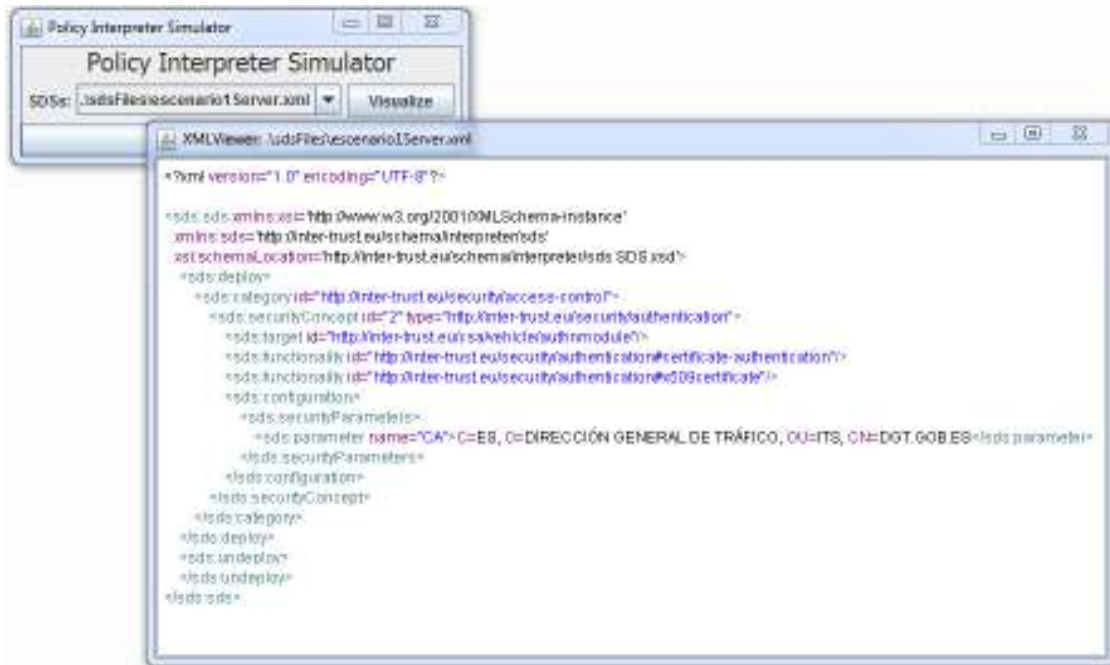 Policy Interpreter Simulator
Policy Interpreter Simulator
SDSs: .\sdsFiles\escenario1Server.xml Visualize
XMLViewer: .\sdsFiles\escenario1Server.xml
<?xml version="1.0" encoding="UTF-8"?>
<sds:sds xmlns:xsi='http://www.w3.org/2001/XMLSchema-instance'
xmlns:sds='http://inter-trust.eu/schema/interpreter/sds'
xsi:schemaLocation='http://inter-trust.eu/schema/interpreter/sds SDS.xsd'>
<sds:deploy>
<sds:category id="http://inter-trust.eu/security/access-control">
<sds:securityConcept id="2" type="http://inter-trust.eu/security/authentication">
<sds:target id="http://inter-trust.eu/csa/vehicle/authnmodule"/>
<sds:functionality id="http://inter-trust.eu/security/authentication#certificate-authentication"/>
<sds:functionality id="http://inter-trust.eu/security/authentication#x509certificate"/>
<sds:configuration>
<sds:securityParameters>
<sds:parameter name="CA">C=ES, O=DIRECCIÓN GENERAL DE TRÁFICO, OU=ITS, CN=DGT.GOB.ES</sds:parameter>
</sds:securityParameters>
</sds:configuration>
</sds:securityConcept>
</sds:category>
</sds:deploy>
<sds:undeploy>
</sds:undeploy>
</sds:sds>